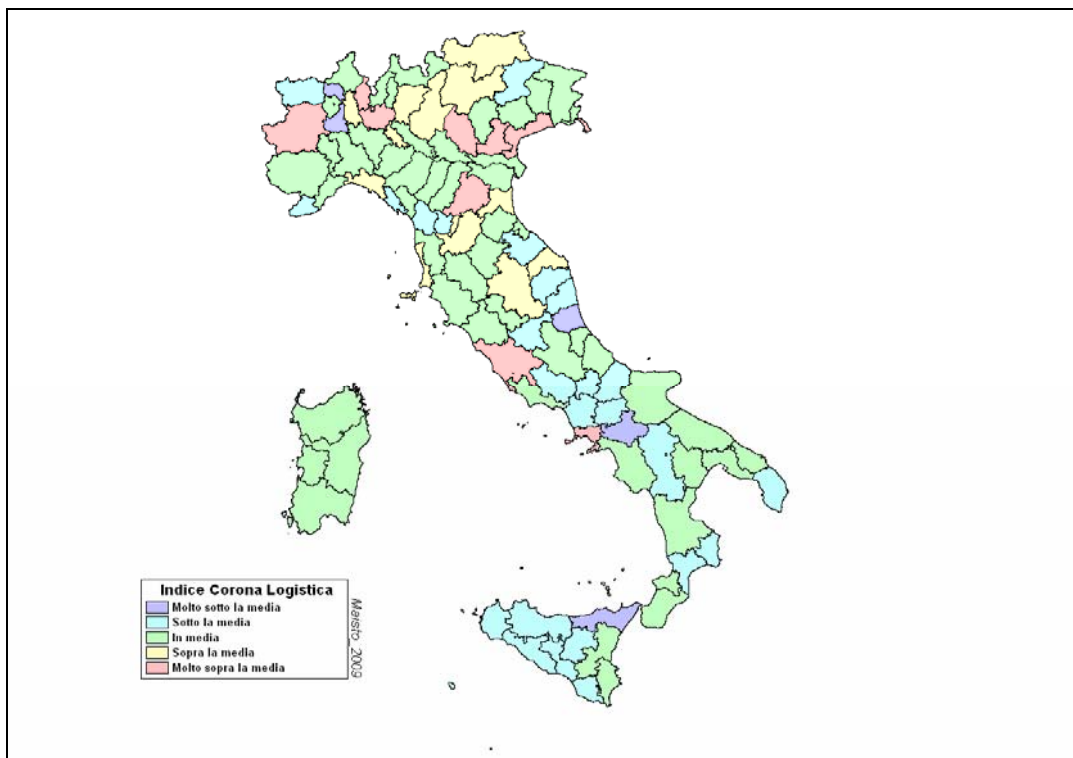 Indice Corona Logistica
Molto sotto la media
Sotto la media
In media
Sopra la media
Molto sopra la media
Maisto_2009